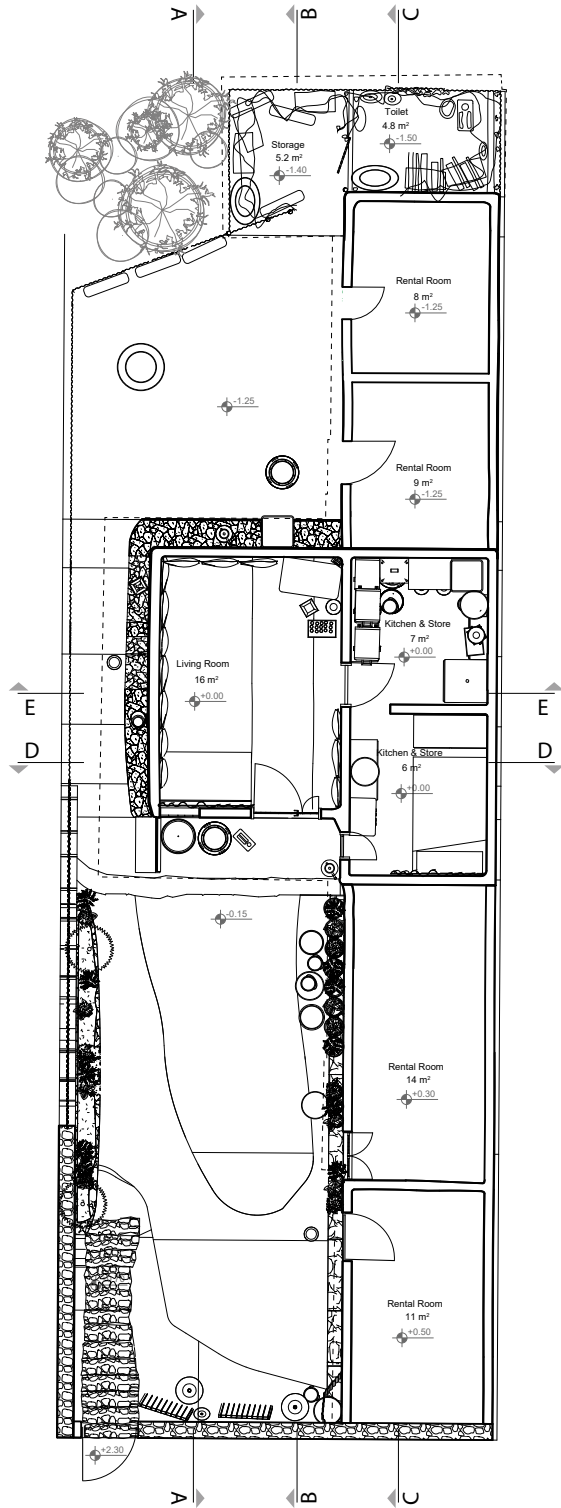 A B C
Toilet
4.8 m²
-1.50
Storage
5.2 m²
-1.40
Rental Room
8 m²
-1.25
-1.25
Rental Room
9 m²
-1.25
Kitchen & Store
7 m²
+0.00
Living Room
16 m²
+0.00
E E
D D
Kitchen & Store
6 m²
+0.00
-0.15
Rental Room
14 m²
+0.30
Rental Room
11 m²
+0.50
+2.30
A B C